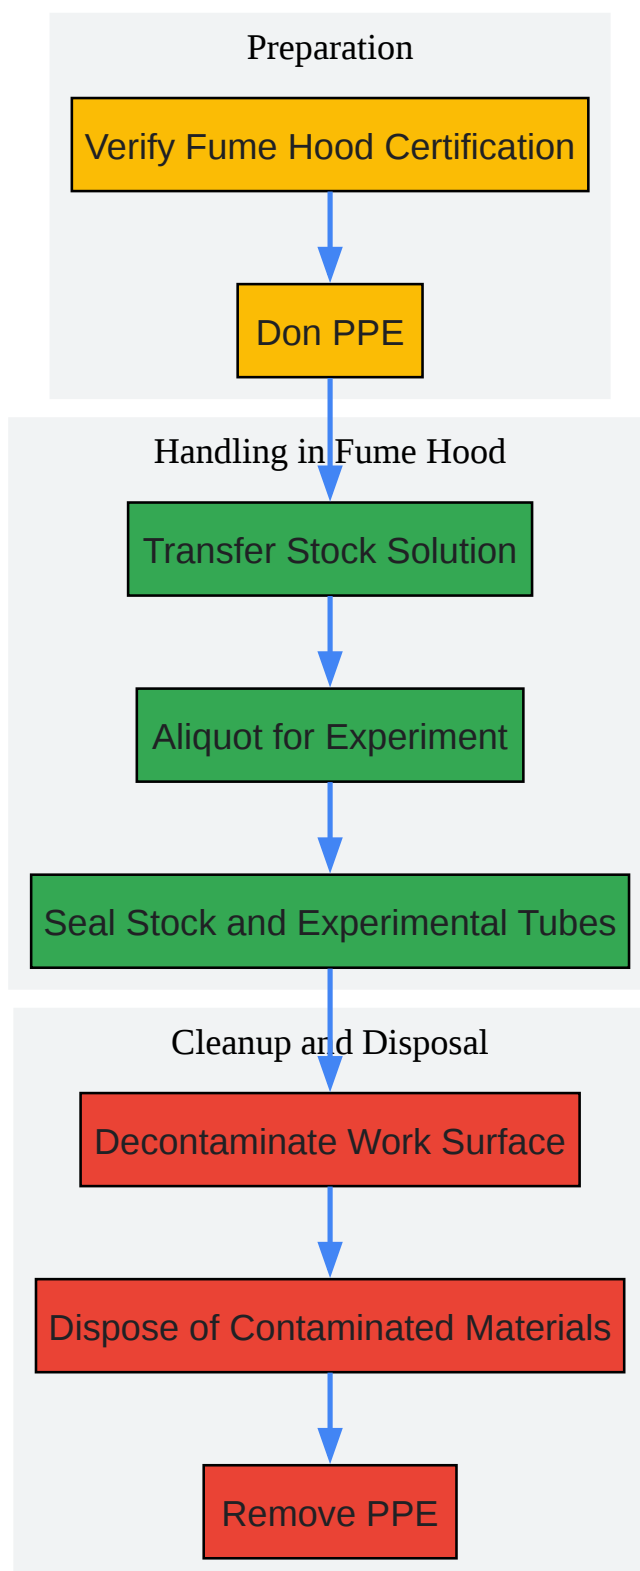 Preparation
Verify Fume Hood Certification
Don PPE
Handling in Fume Hood
Transfer Stock Solution
Aliquot for Experiment
Seal Stock and Experimental Tubes
Cleanup and Disposal
Decontaminate Work Surface
Dispose of Contaminated Materials
Remove PPE